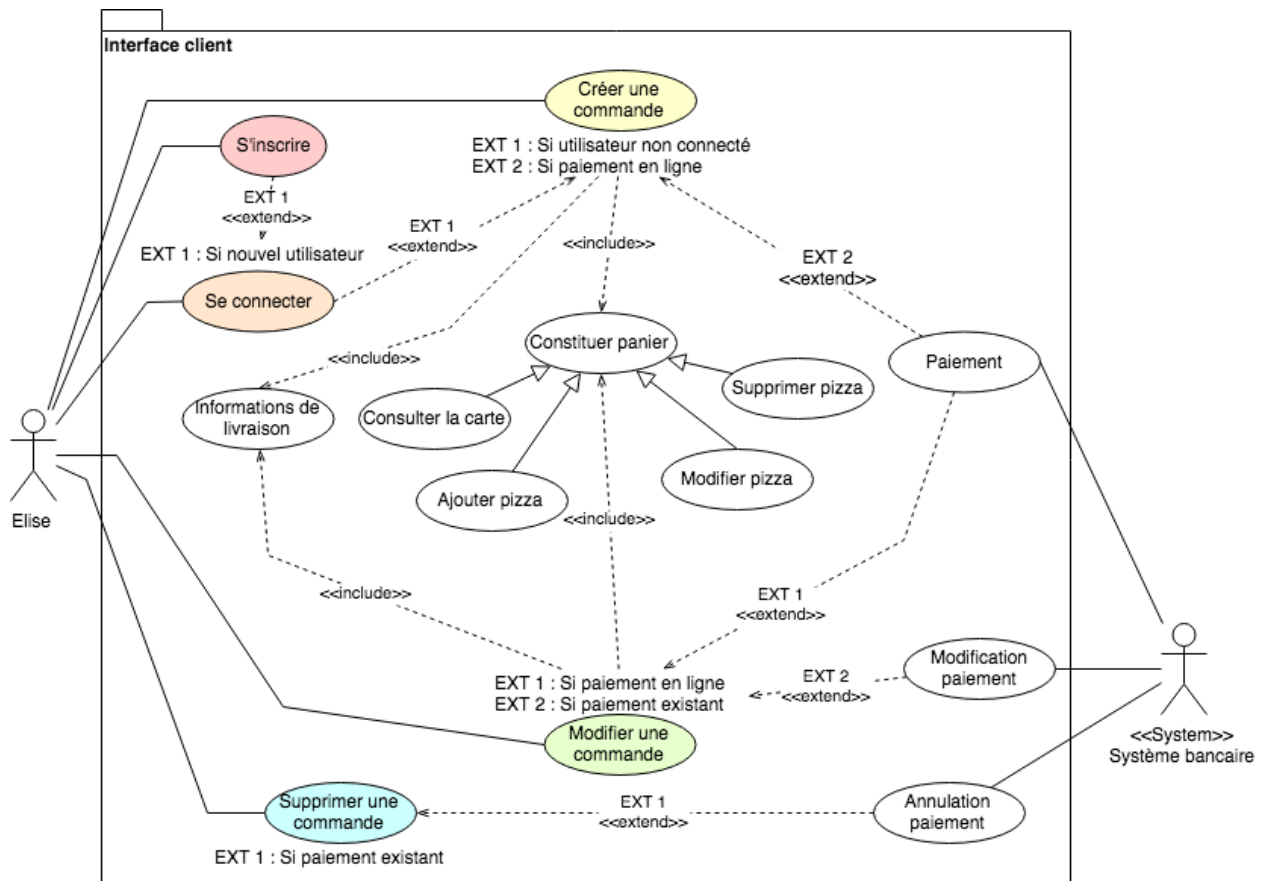 Interface client
Créer une
commande
EXT 1 : Si utilisateur non connecté
EXT 2 : Si paiement en ligne
S'inscrire
EXT 1
<<extend>>
EXT 1 : Si nouvel utilisateur
Se connecter
EXT 1
<<extend>>
<<include>>
EXT 2
<<extend>>
<<include>>
Constituer panier
Paiement
Supprimer pizza
Informations de
livraison
Consulter la carte
Modifier pizza
Ajouter pizza
<<include>>
Elise
<<include>>
EXT 1
<<extend>>
EXT 1 : Si paiement en ligne
EXT 2 : Si paiement existant
Modifier une
commande
EXT 2
<<extend>>
Modification
paiement
<<System>>
Système bancaire
Supprimer une
commande
EXT 1 : Si paiement existant
EXT 1
<<extend>>
Annulation
paiement